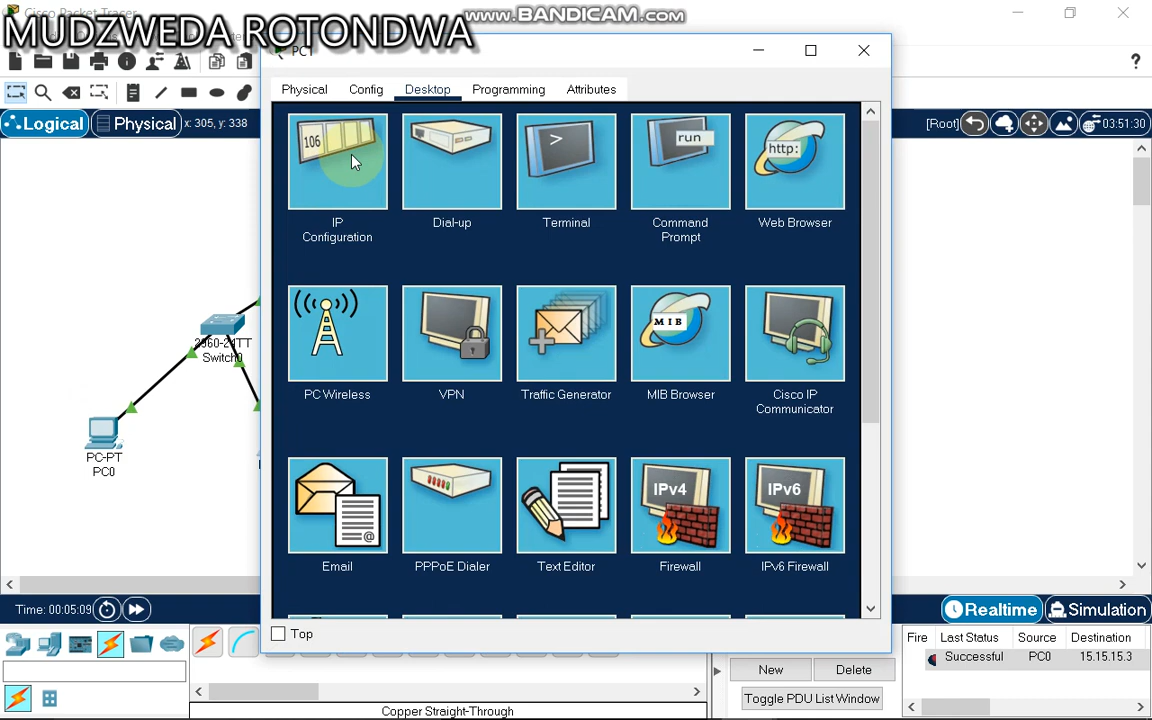 Cisco Packet Tracer
www.BANDICAM.com
MUDZWEDA ROTONDWA
PC1
?
Physical
Config
Desktop
Programming
Attributes
Logical
Physical
x: 305, y: 338
[Root]
03:51:30
106
>
run
http:
IP
Configuration
Dial-up
Terminal
Command
Prompt
Web Browser
MIB
PC Wireless
VPN
Traffic Generator
MIB Browser
Cisco IP
Communicator
2960-24TT
Switch0
PC-PT
PC0
@
IPv4
IPv6
Email
PPPoE Dialer
Text Editor
Firewall
IPv6 Firewall
Top
Time: 00:05:09
Realtime
Simulation
Fire
Last Status
Source
Destination
Successful
PC0
15.15.15.3
New
Delete
Toggle PDU List Window
Copper Straight-Through